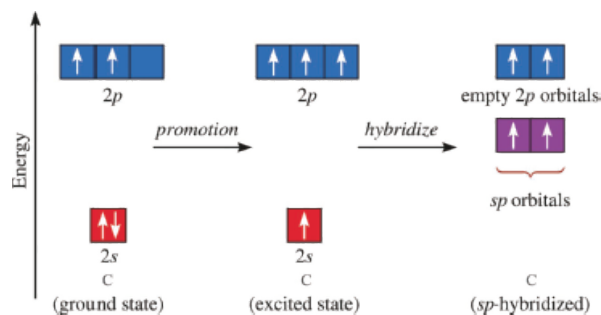 Energy
2p
2p
empty 2p orbitals
promotion
hybridize
sp orbitals
2s
2s
C
C
C
(ground state)
(excited state)
(sp-hybridized)